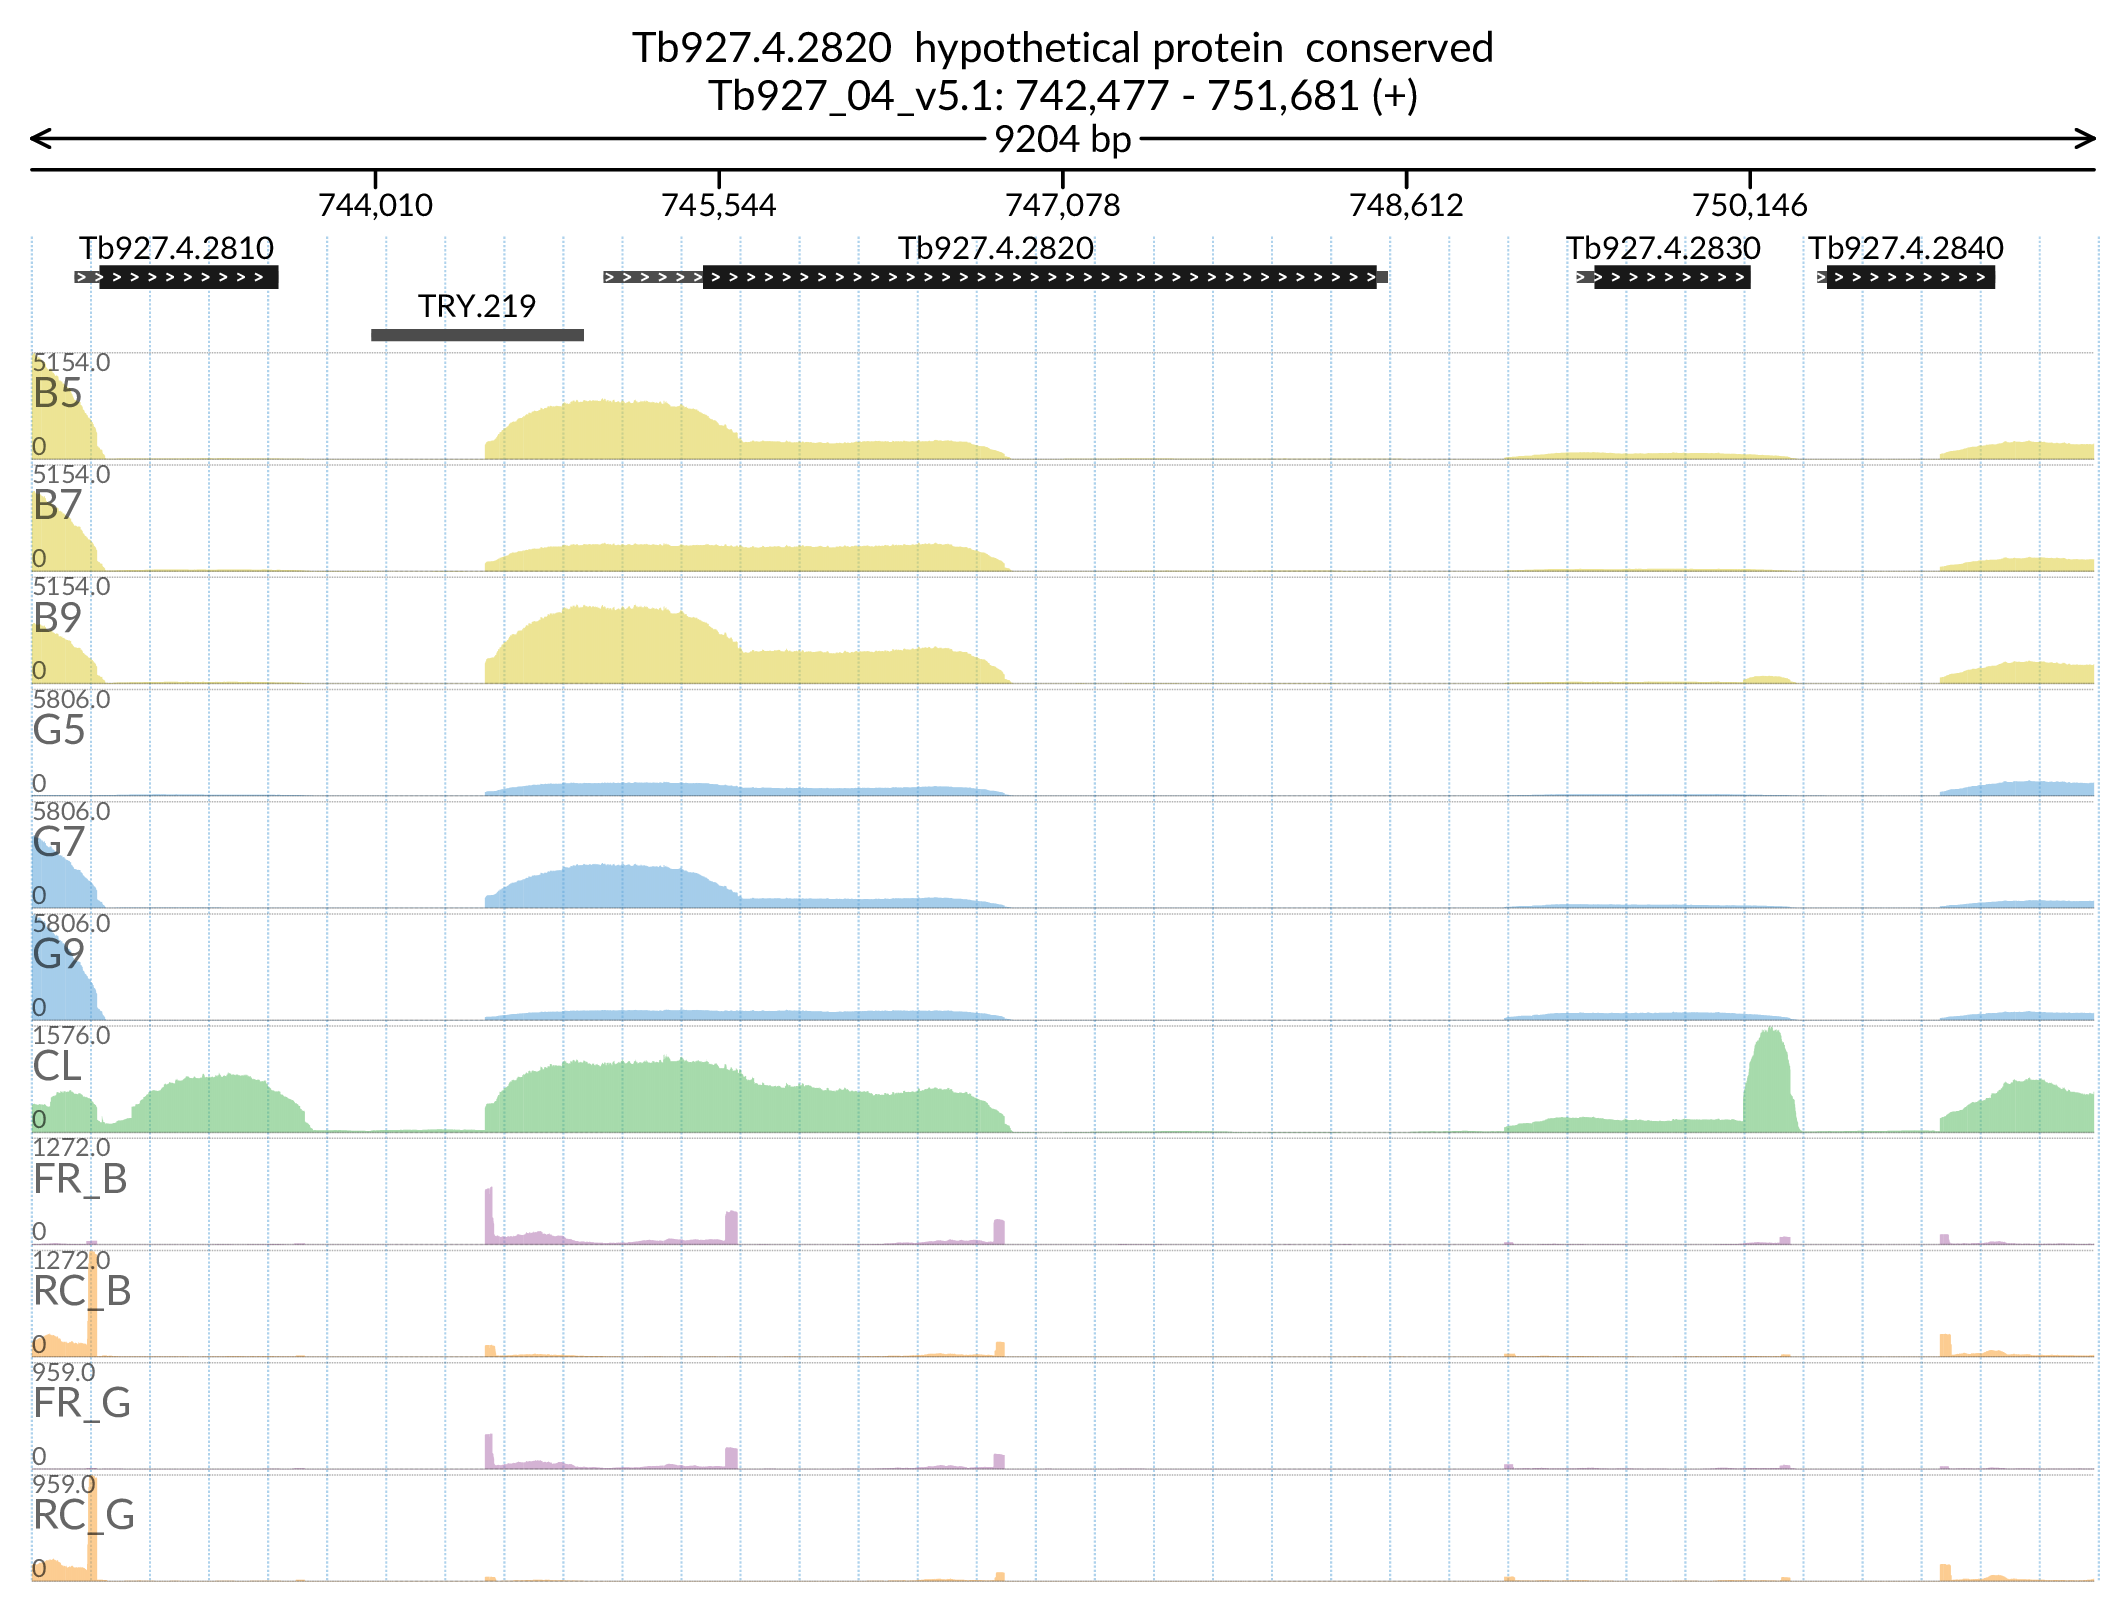 Tb927.4.2820  hypothetical protein  conserved
Tb927_04_v5.1: 742,477 - 751,681 (+)
9204 bp
744,010 745,544 747,078 748,612 750,146
Tb927.4.2810 Tb927.4.2820 Tb927.4.2830 Tb927.4.2840
TRY.219
5154.0
B5
0
5154.0
B7
0
5154.0
B9
0
5806.0
G5
0
5806.0
G7
0
5806.0
G9
0
1576.0
CL
0
1272.0
FR_B
0
1272.0
RC_B
0
959.0
FR_G
0
959.0
RC_G
0